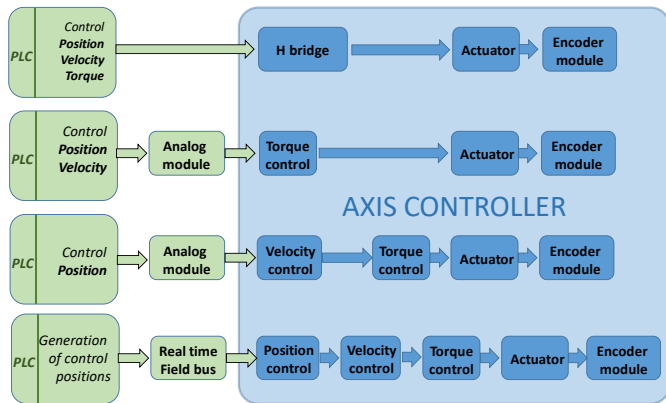 PLC
Control
Position
Velocity
Torque
H bridge
Actuator
Encoder
module
PLC
Control
Position
Velocity
Analog
module
Torque
control
Actuator
Encoder
module
AXIS CONTROLLER
PLC
Control
Position
Analog
module
Velocity
control
Torque
control
Actuator
Encoder
module
PLC
Generation
of control
positions
Real time
Field bus
Position
control
Velocity
control
Torque
control
Actuator
Encoder
module